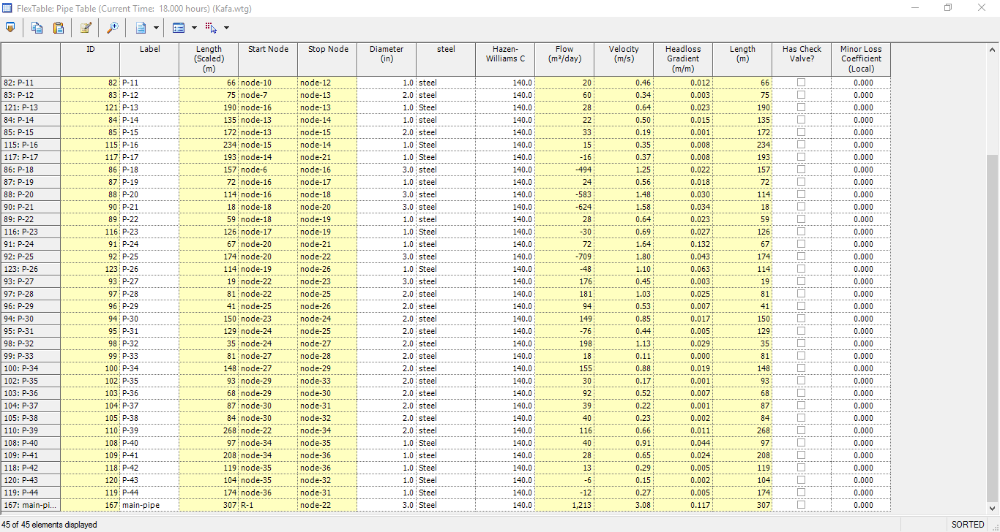 FlexTable: Pipe Table (Current Time: 18.000 hours) (Kafa.wtg)
ID Label Length (Scaled) (m) Start Node Stop Node Diameter (in) steel Hazen-Williams C Flow (m³/day) Velocity (m/s) Headloss Gradient (m/m) Length (m) Has Check Valve? Minor Loss Coefficient (Local)
82: P-11 82 P-11 66 node-10 node-12 1.0 steel 140.0 20 0.46 0.012 66 0.000
83: P-12 83 P-12 75 node-7 node-13 2.0 steel 140.0 60 0.34 0.003 75 0.000
121: P-13 121 P-13 190 node-16 node-13 1.0 Steel 140.0 28 0.64 0.023 190 0.000
84: P-14 84 P-14 135 node-13 node-14 1.0 steel 140.0 22 0.50 0.015 135 0.000
85: P-15 85 P-15 172 node-13 node-15 2.0 steel 140.0 33 0.19 0.001 172 0.000
115: P-16 115 P-16 234 node-15 node-14 1.0 Steel 140.0 15 0.35 0.008 234 0.000
117: P-17 117 P-17 193 node-14 node-21 1.0 Steel 140.0 -16 0.37 0.008 193 0.000
86: P-18 86 P-18 157 node-6 node-16 3.0 steel 140.0 -494 1.25 0.022 157 0.000
87: P-19 87 P-19 72 node-16 node-17 1.0 steel 140.0 24 0.56 0.018 72 0.000
88: P-20 88 P-20 114 node-16 node-18 3.0 steel 140.0 -583 1.48 0.030 114 0.000
90: P-21 90 P-21 18 node-18 node-20 3.0 steel 140.0 -624 1.58 0.034 18 0.000
89: P-22 89 P-22 59 node-18 node-19 1.0 steel 140.0 28 0.64 0.023 59 0.000
116: P-23 116 P-23 126 node-17 node-19 1.0 Steel 140.0 -30 0.69 0.027 126 0.000
91: P-24 91 P-24 67 node-20 node-21 1.0 steel 140.0 72 1.64 0.132 67 0.000
92: P-25 92 P-25 174 node-20 node-22 3.0 steel 140.0 -709 1.80 0.043 174 0.000
123: P-26 123 P-26 114 node-19 node-26 1.0 Steel 140.0 -48 1.10 0.063 114 0.000
93: P-27 93 P-27 19 node-22 node-23 3.0 steel 140.0 176 0.45 0.003 19 0.000
97: P-28 97 P-28 81 node-22 node-25 2.0 steel 140.0 181 1.03 0.025 81 0.000
96: P-29 96 P-29 41 node-25 node-26 2.0 steel 140.0 94 0.53 0.007 41 0.000
94: P-30 94 P-30 150 node-23 node-24 2.0 steel 140.0 149 0.85 0.017 150 0.000
95: P-31 95 P-31 129 node-24 node-25 2.0 steel 140.0 -76 0.44 0.005 129 0.000
98: P-32 98 P-32 35 node-24 node-27 2.0 steel 140.0 198 1.13 0.029 35 0.000
99: P-33 99 P-33 81 node-27 node-28 2.0 steel 140.0 18 0.11 0.000 81 0.000
100: P-34 100 P-34 148 node-27 node-29 2.0 steel 140.0 155 0.88 0.019 148 0.000
102: P-35 102 P-35 93 node-29 node-33 2.0 steel 140.0 30 0.17 0.001 93 0.000
103: P-36 103 P-36 68 node-29 node-30 2.0 steel 140.0 92 0.52 0.007 68 0.000
104: P-37 104 P-37 87 node-30 node-31 2.0 steel 140.0 39 0.22 0.001 87 0.000
105: P-38 105 P-38 84 node-30 node-32 2.0 steel 140.0 40 0.23 0.002 84 0.000
110: P-39 110 P-39 268 node-22 node-34 2.0 steel 140.0 116 0.66 0.011 268 0.000
108: P-40 108 P-40 97 node-34 node-35 1.0 steel 140.0 40 0.91 0.044 97 0.000
109: P-41 109 P-41 208 node-34 node-36 1.0 steel 140.0 28 0.65 0.024 208 0.000
118: P-42 118 P-42 119 node-35 node-36 1.0 Steel 140.0 13 0.29 0.005 119 0.000
120: P-43 120 P-43 104 node-35 node-32 1.0 Steel 140.0 -6 0.15 0.002 104 0.000
119: P-44 119 P-44 174 node-36 node-31 1.0 Steel 140.0 -12 0.27 0.005 174 0.000
167: main-pi... 167 main-pipe 307 R-1 node-22 3.0 Steel 140.0 1,213 3.08 0.117 307 0.000
45 of 45 elements displayed SORTED